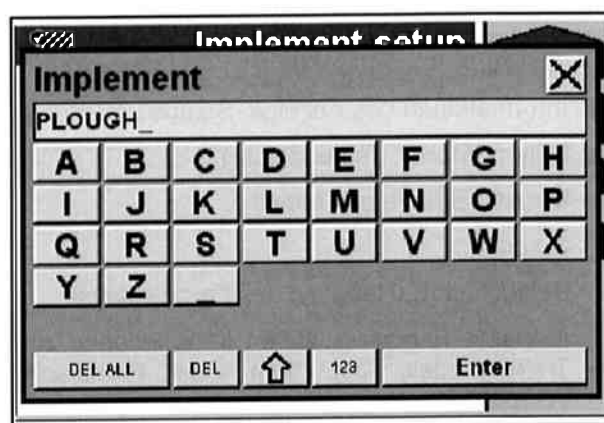 Implement setup
Implement
PLOUGH_
A B C D E F G H
I J K L M N O P
Q R S T U V W X
Y Z _
DEL ALL DEL 123 Enter